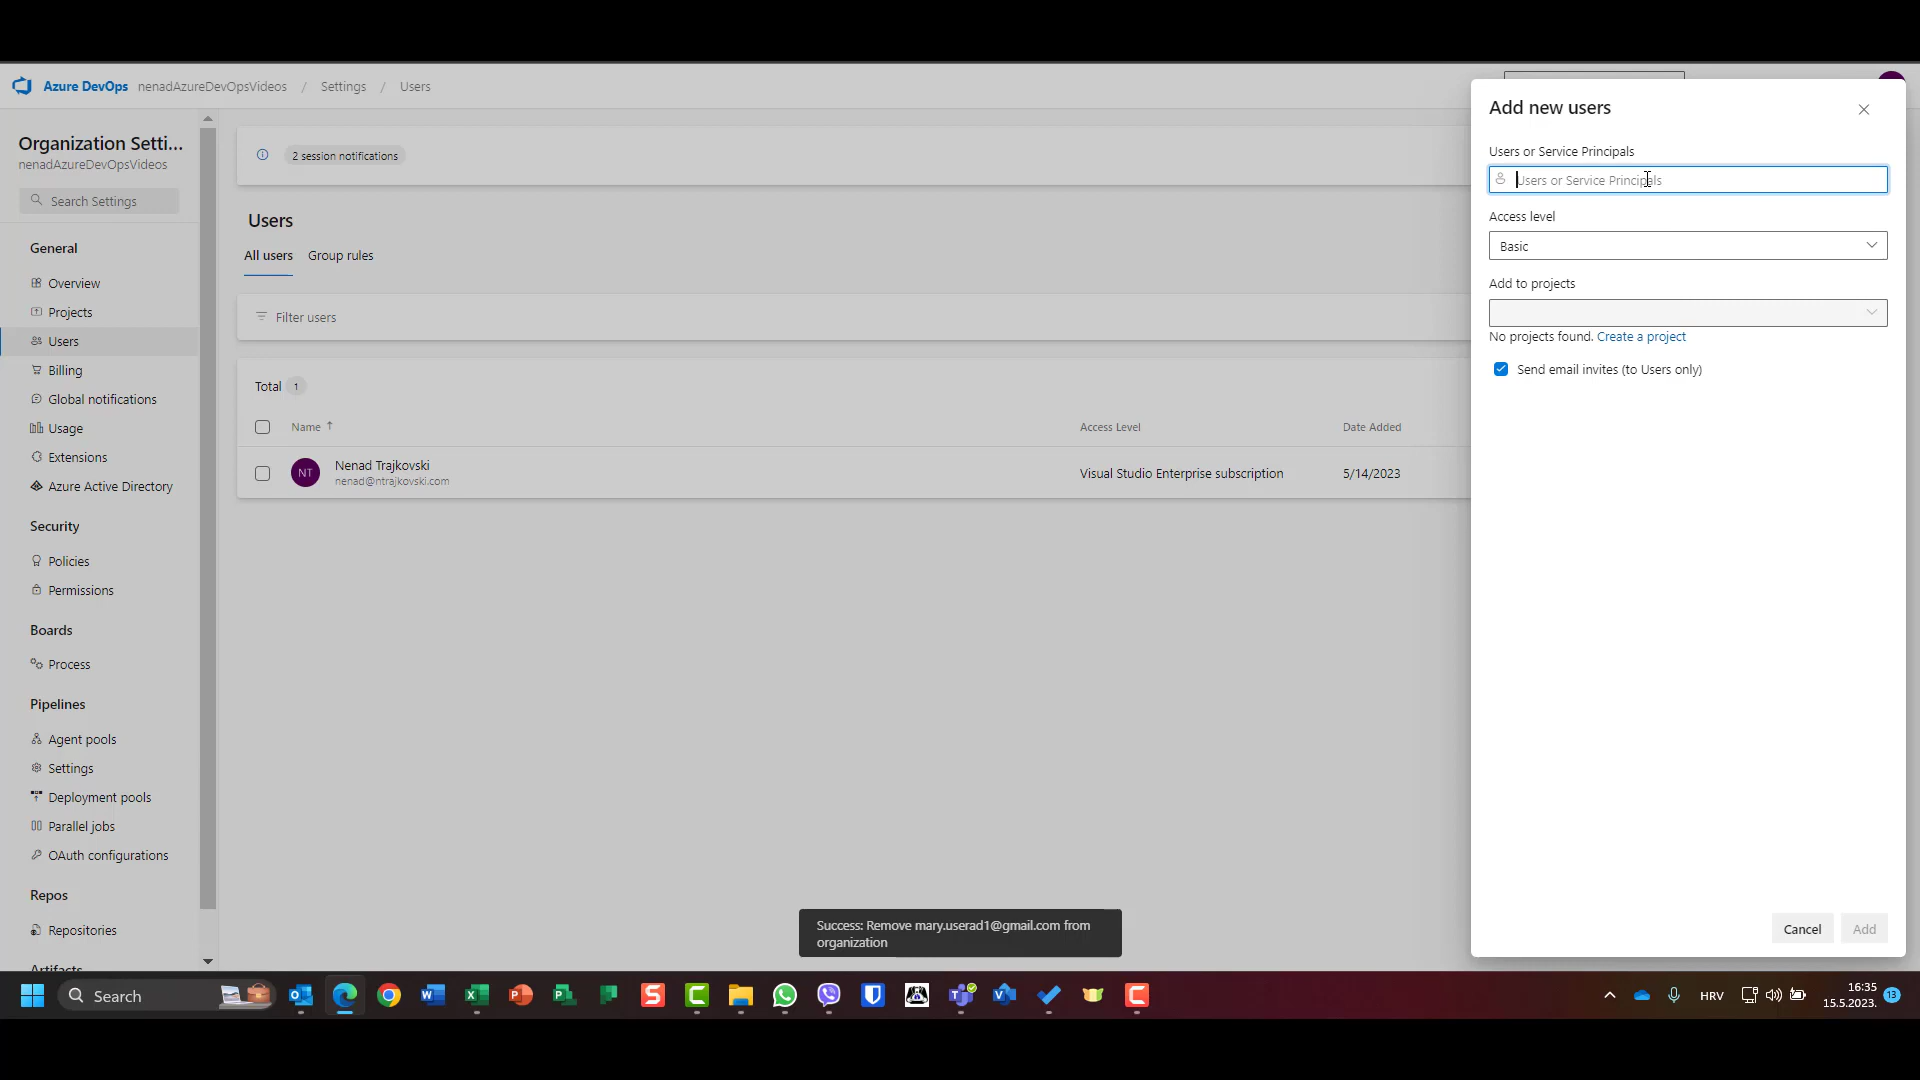 Azure DevOps nenadAzureDevOpsVideos / Settings / Users
Organization Setti...
nenadAzureDevOpsVideos
Search Settings
General
Overview
Projects
Users
Billing
Global notifications
Usage
Extensions
Azure Active Directory
Security
Policies
Permissions
Boards
Process
Pipelines
Agent pools
Settings
Deployment pools
Parallel jobs
OAuth configurations
Repos
Repositories
Artifacts
2 session notifications
Users
All users Group rules
Filter users
Total 1
Name ↑ Access Level Date Added
NT Nenad Trajkovski Visual Studio Enterprise subscription 5/14/2023
nenad@ntrajkovski.com
Success: Remove mary.userad1@gmail.com from
organization
Add new users
Users or Service Principals
Users or Service Principals
Access level
Basic
Add to projects
No projects found. Create a project
Send email invites (to Users only)
Cancel Add
Search
HRV
16:35
15.5.2023.
13